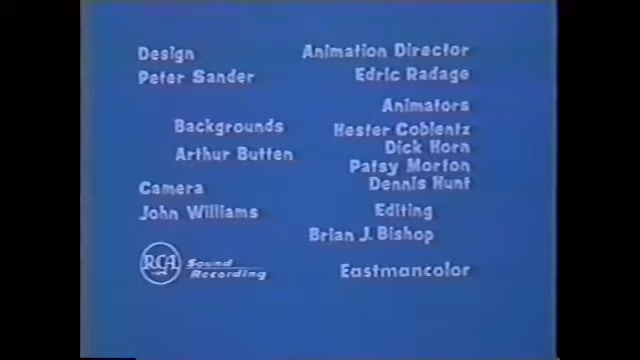 Design
Peter Sander
Backgrounds
Arthur Butten
Camera
John Williams
RCA Sound
Recording
Animation Director
Edric Radage
Animators
Hester Coblentz
Dick Horn
Patsy Morton
Dennis Hunt
Editing
Brian J. Bishop
Eastmancolor